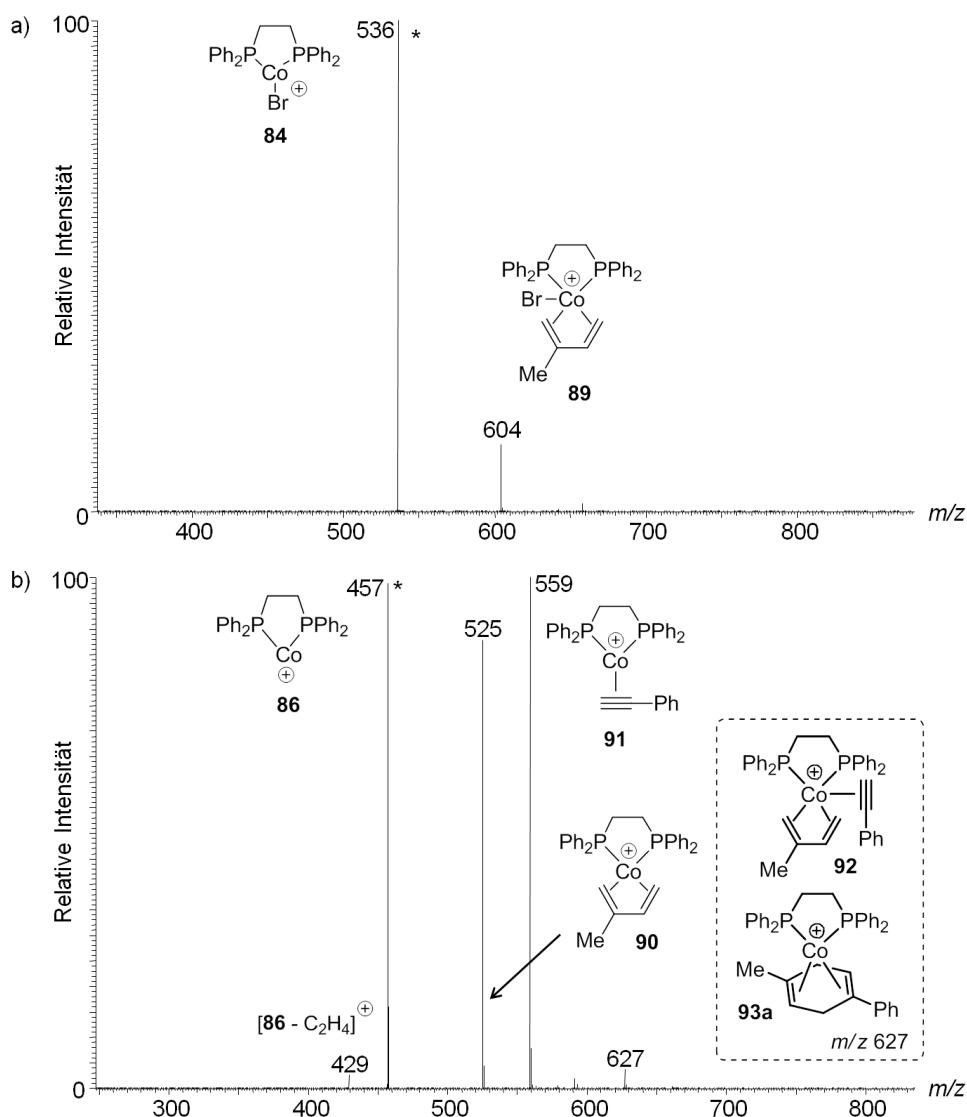 a)
100
Relative Intensität
0
536
*
Ph2P
PPh2
Co
Br
+
84
Ph2P
PPh2
+
Br
Co
Me
89
604
400
500
600
700
800
m/z
b)
100
Relative Intensität
0
457
*
Ph2P
PPh2
Co
+
86
525
559
Ph2P
PPh2
+
Co
Ph
91
Ph2P
PPh2
+
Co
Me
90
Ph2P
PPh2
+
Co
Ph
Me
92
Ph2P
PPh2
+
Co
Me
Ph
93a
m/z 627
[86 - C2H4]+
429
627
300
400
500
600
700
800
m/z